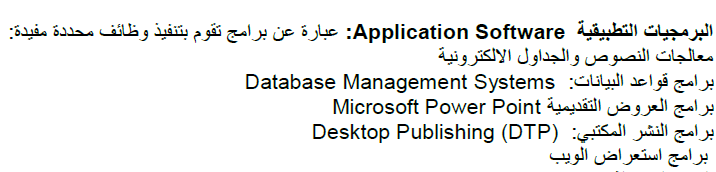 البرمجيات التطبيقية Application Software: عبارة عن برامج تقوم بتنفيذ وظائف محددة مفيدة:
معالجات النصوص والجداول الالكترونية
برامج قواعد البيانات: Database Management Systems
برامج العروض التقديمية Microsoft Power Point
برامج النشر المكتبي: Desktop Publishing (DTP)
برامج استعراض الويب